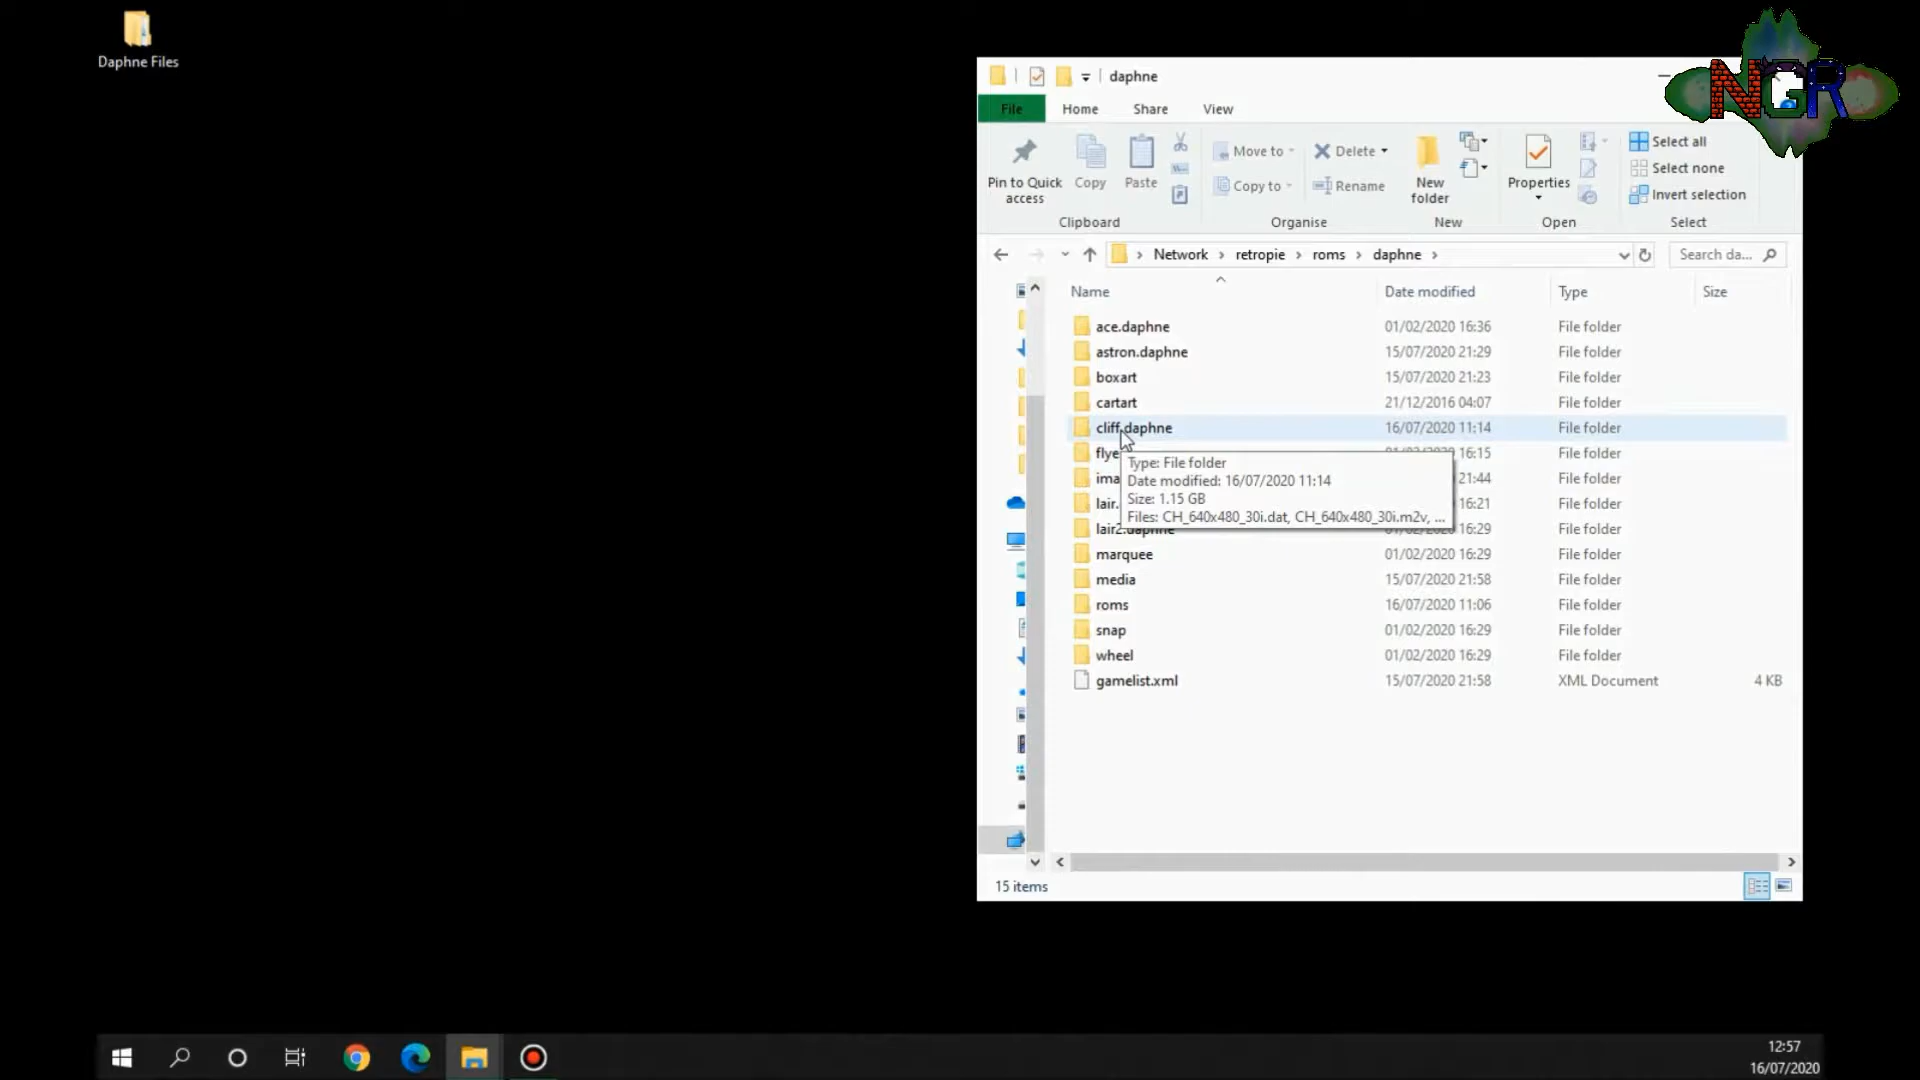 Daphne Files
NGR
daphne
File Home Share View
Pin to Quick access
Copy
Paste
Move to
Copy to
Delete
Rename
New folder
Properties
Select all
Select none
Invert selection
Clipboard Organise New Open Select
Network › retropie › roms › daphne ›
Search da...
Name Date modified Type Size
ace.daphne 01/02/2020 16:36 File folder
astron.daphne 15/07/2020 21:29 File folder
boxart 15/07/2020 21:23 File folder
cartart 21/12/2016 04:07 File folder
cliff.daphne 16/07/2020 11:14 File folder
flye 16:15 File folder
Type: File folder
Date modified: 16/07/2020 11:14
Size: 1.15 GB
Files: CH_640x480_30i.dat, CH_640x480_30i.m2v, ...
ima 21:44 File folder
lair. 16:21 File folder
lair2.daphne 01/02/2020 16:29 File folder
marquee 01/02/2020 16:29 File folder
media 15/07/2020 21:58 File folder
roms 16/07/2020 11:06 File folder
snap 01/02/2020 16:29 File folder
wheel 01/02/2020 16:29 File folder
gamelist.xml 15/07/2020 21:58 XML Document 4 KB
15 items
12:57
16/07/2020